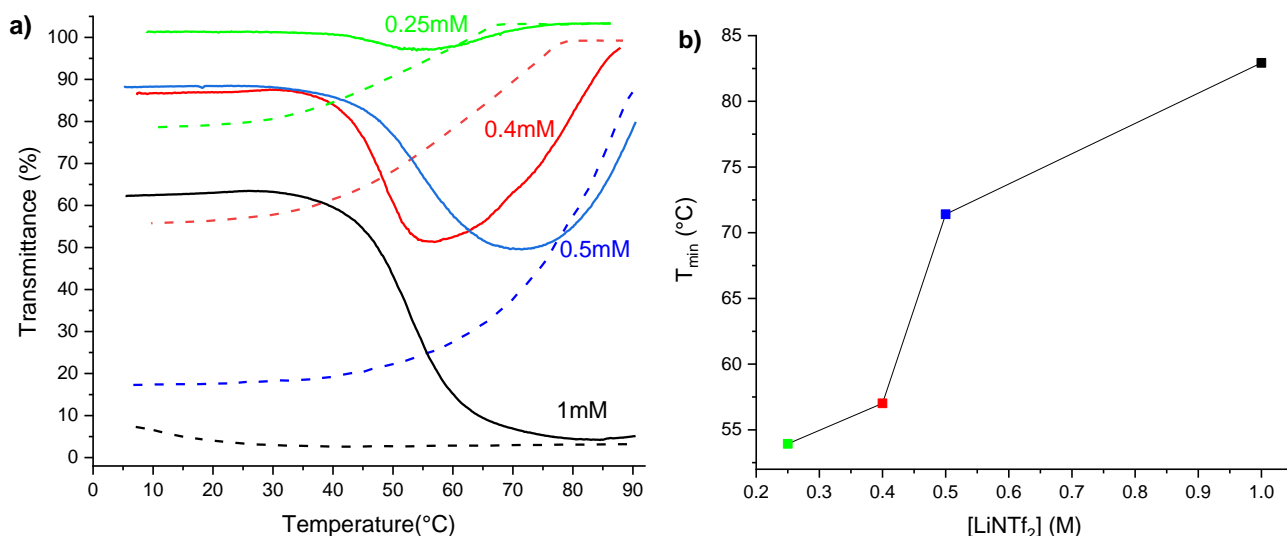 a)
0.25mM
0.4mM
0.5mM
1mM
Transmittance (%)
100
90
80
70
60
50
40
30
20
10
0
0 10 20 30 40 50 60 70 80 90
Temperature(°C)
b)
T_min (°C)
85
80
75
70
65
60
55
0.2 0.3 0.4 0.5 0.6 0.7 0.8 0.9 1.0
[LiNTf₂] (M)